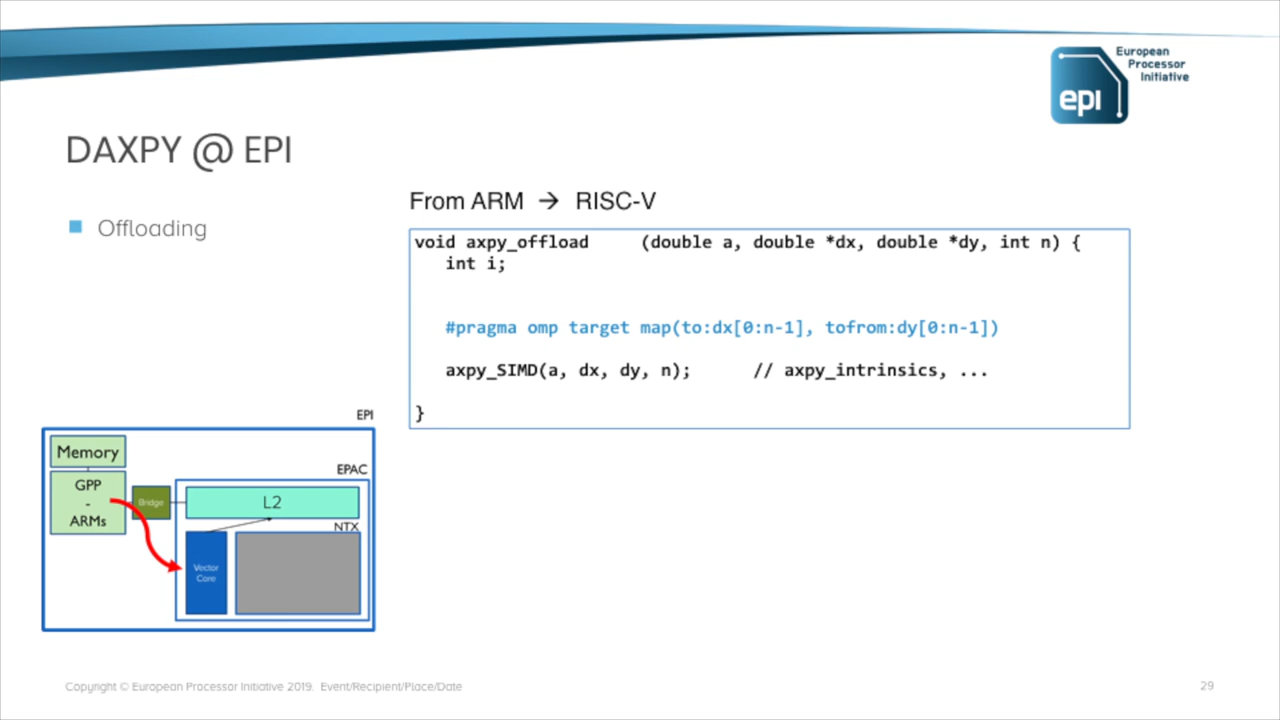 European
Processor
Initiative
epi
DAXPY @ EPI
Offloading
From ARM → RISC-V
void axpy_offload (double a, double *dx, double *dy, int n) {
int i;
#pragma omp target map(to:dx[0:n-1], tofrom:dy[0:n-1])
axpy_SIMD(a, dx, dy, n); // axpy_intrinsics, ...
}
EPI
Memory
GPP
-
ARMs
Bridge
EPAC
L2
NTX
Vector
Core
Copyright © European Processor Initiative 2019. Event/Recipient/Place/Date
29